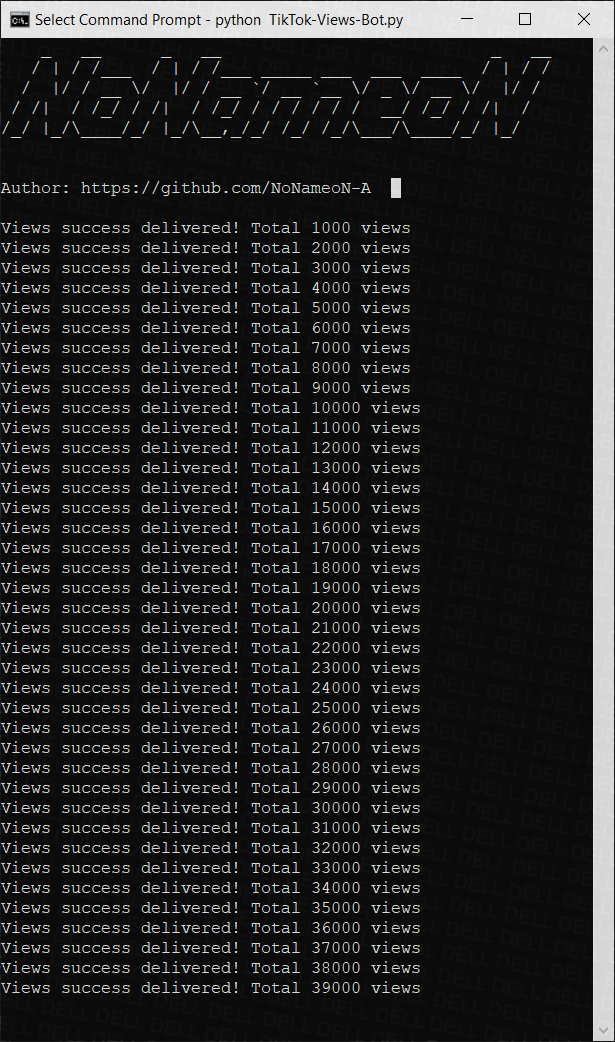 Select Command Prompt - python  TikTok-Views-Bot.py
NoNameoN
Author: https://github.com/NoNameoN-A
Views success delivered! Total 1000 views
Views success delivered! Total 2000 views
Views success delivered! Total 3000 views
Views success delivered! Total 4000 views
Views success delivered! Total 5000 views
Views success delivered! Total 6000 views
Views success delivered! Total 7000 views
Views success delivered! Total 8000 views
Views success delivered! Total 9000 views
Views success delivered! Total 10000 views
Views success delivered! Total 11000 views
Views success delivered! Total 12000 views
Views success delivered! Total 13000 views
Views success delivered! Total 14000 views
Views success delivered! Total 15000 views
Views success delivered! Total 16000 views
Views success delivered! Total 17000 views
Views success delivered! Total 18000 views
Views success delivered! Total 19000 views
Views success delivered! Total 20000 views
Views success delivered! Total 21000 views
Views success delivered! Total 22000 views
Views success delivered! Total 23000 views
Views success delivered! Total 24000 views
Views success delivered! Total 25000 views
Views success delivered! Total 26000 views
Views success delivered! Total 27000 views
Views success delivered! Total 28000 views
Views success delivered! Total 29000 views
Views success delivered! Total 30000 views
Views success delivered! Total 31000 views
Views success delivered! Total 32000 views
Views success delivered! Total 33000 views
Views success delivered! Total 34000 views
Views success delivered! Total 35000 views
Views success delivered! Total 36000 views
Views success delivered! Total 37000 views
Views success delivered! Total 38000 views
Views success delivered! Total 39000 views